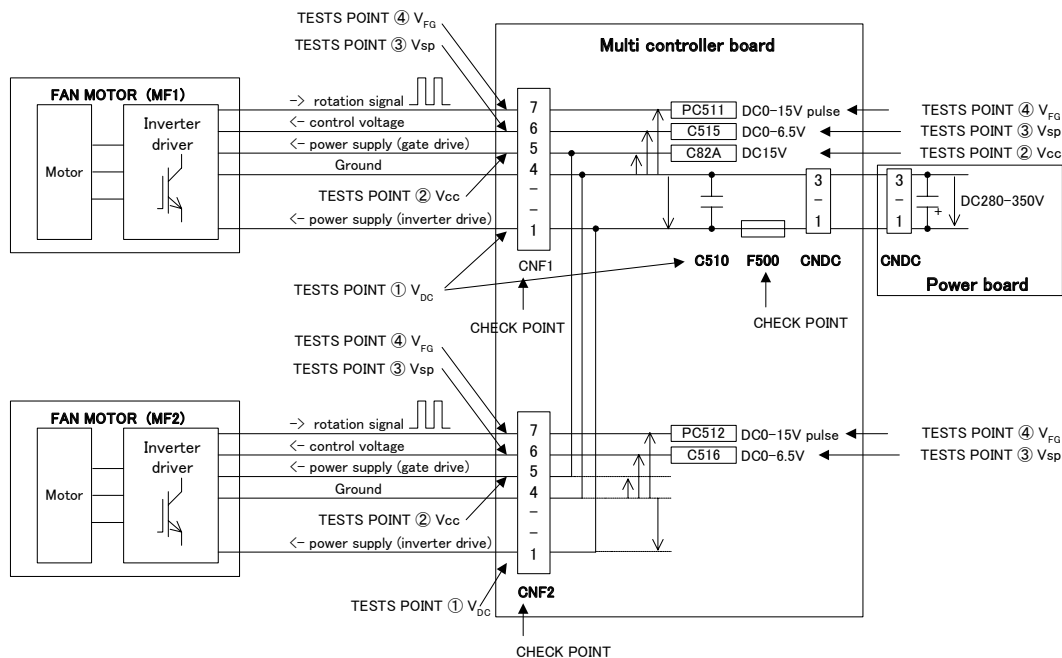 TESTS POINT ④ VFG
TESTS POINT ③ Vsp
Multi controller board
FAN MOTOR (MF1)
Motor
Inverter
driver
-> rotation signal
<- control voltage
<- power supply (gate drive)
Ground
TESTS POINT ② Vcc
<- power supply (inverter drive)
7
6
5
4
-
-
1
CNF1
CHECK POINT
TESTS POINT ① VDC
PC511 DC0-15V pulse
C515 DC0-6.5V
C82A DC15V
TESTS POINT ④ VFG
TESTS POINT ③ Vsp
TESTS POINT ② Vcc
3
-
1
3
-
1
+
DC280-350V
C510 F500 CNDC CNDC
Power board
CHECK POINT
TESTS POINT ④ VFG
TESTS POINT ③ Vsp
FAN MOTOR (MF2)
Motor
Inverter
driver
-> rotation signal
<- control voltage
<- power supply (gate drive)
Ground
TESTS POINT ② Vcc
<- power supply (inverter drive)
7
6
5
4
-
-
1
TESTS POINT ① VDC
CNF2
CHECK POINT
PC512 DC0-15V pulse
C516 DC0-6.5V
TESTS POINT ④ VFG
TESTS POINT ③ Vsp